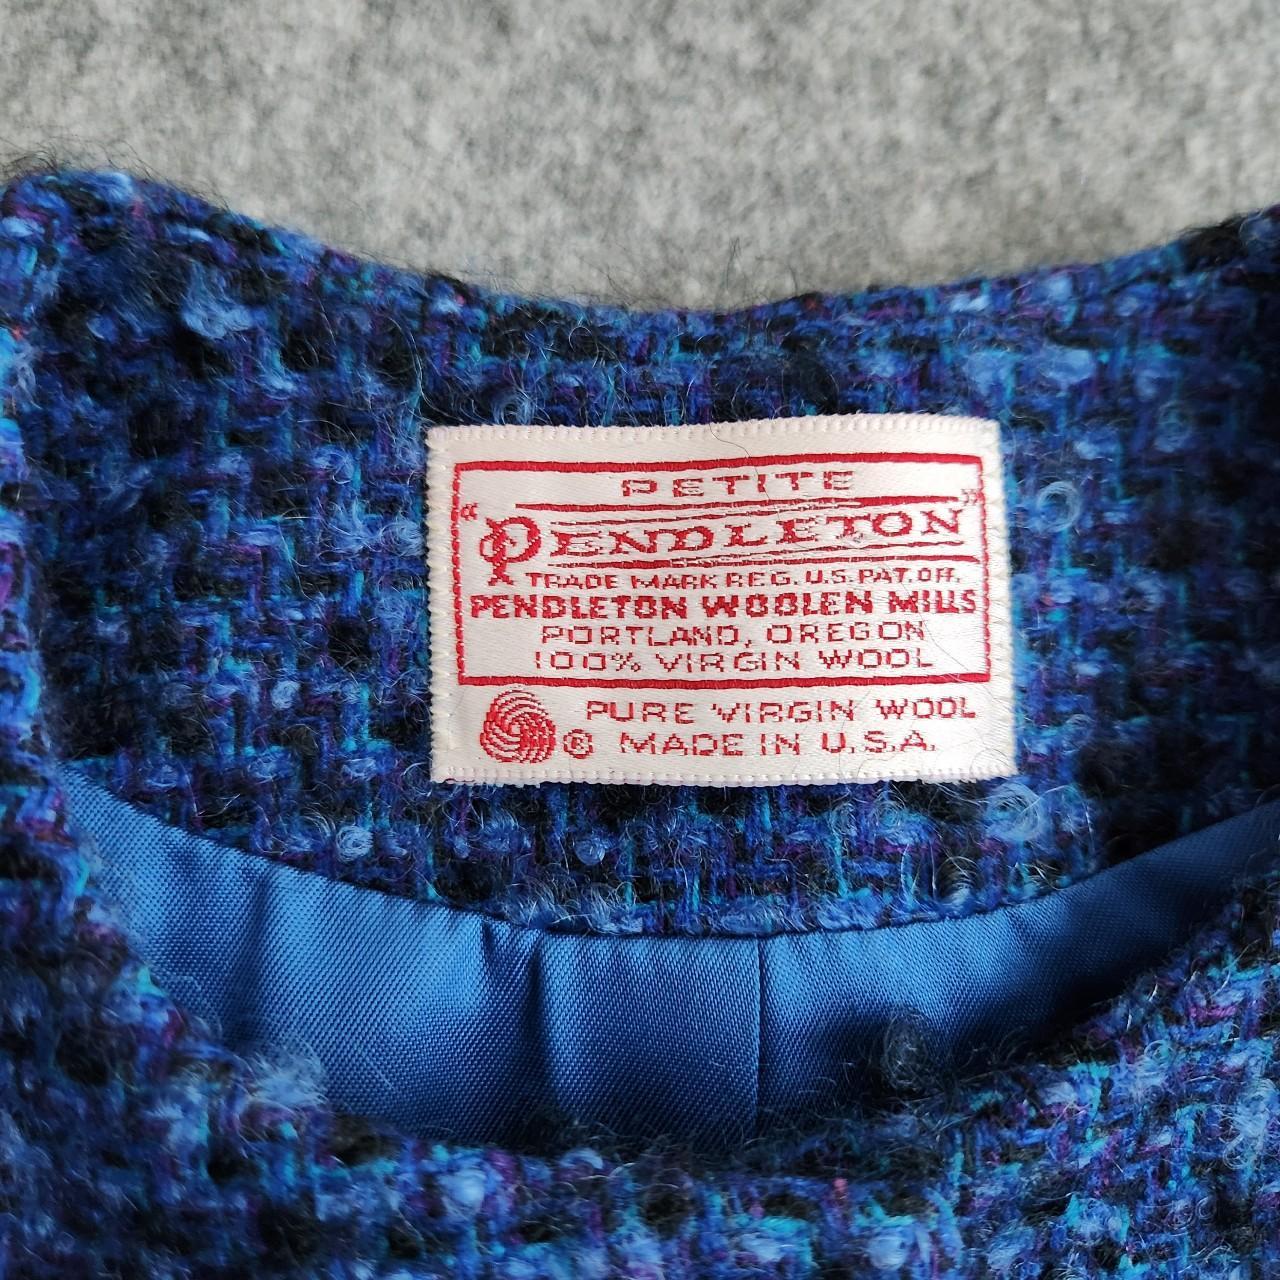 PETITE
"PENDLETON"
TRADE MARK REG. U.S. PAT. OFF.
PENDLETON WOOLEN MILLS
PORTLAND, OREGON
100% VIRGIN WOOL
PURE VIRGIN WOOL
® MADE IN U.S.A.